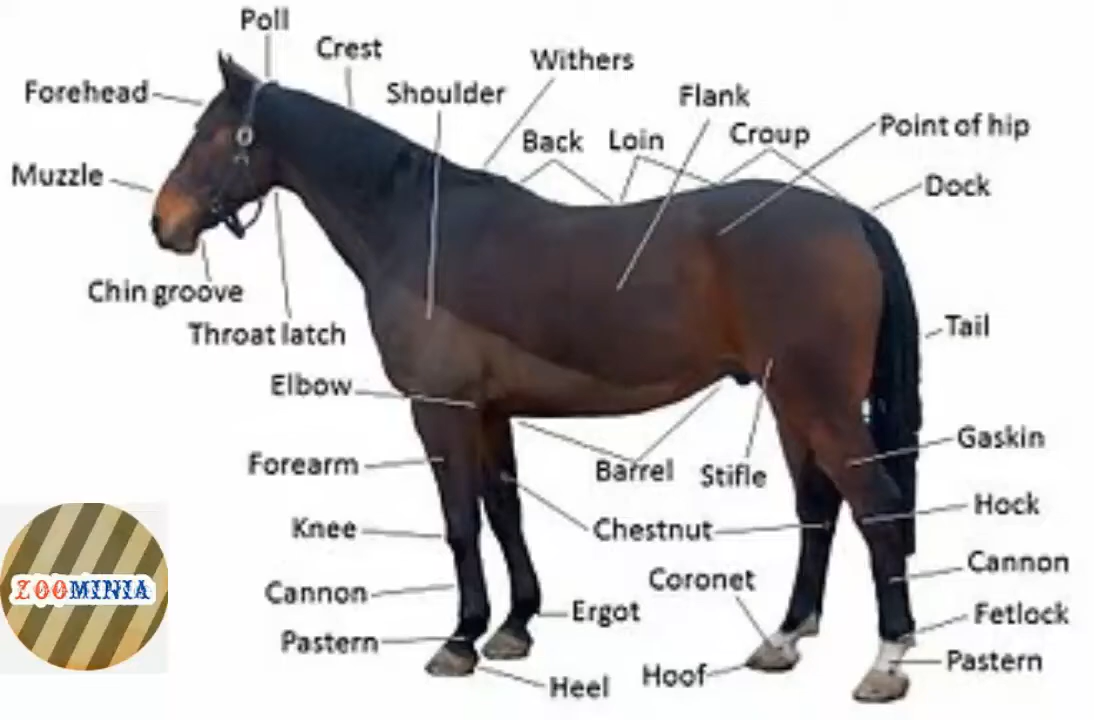 Poll
Crest
Withers
Forehead
Shoulder
Flank
Back
Loin
Croup
Point of hip
Muzzle
Dock
Chin groove
Throat latch
Tail
Elbow
Gaskin
Forearm
Barrel
Stifle
Hock
Knee
Chestnut
Cannon
Coronet
Cannon
ZOOMINIA
Ergot
Fetlock
Pastern
Hoof
Pastern
Heel